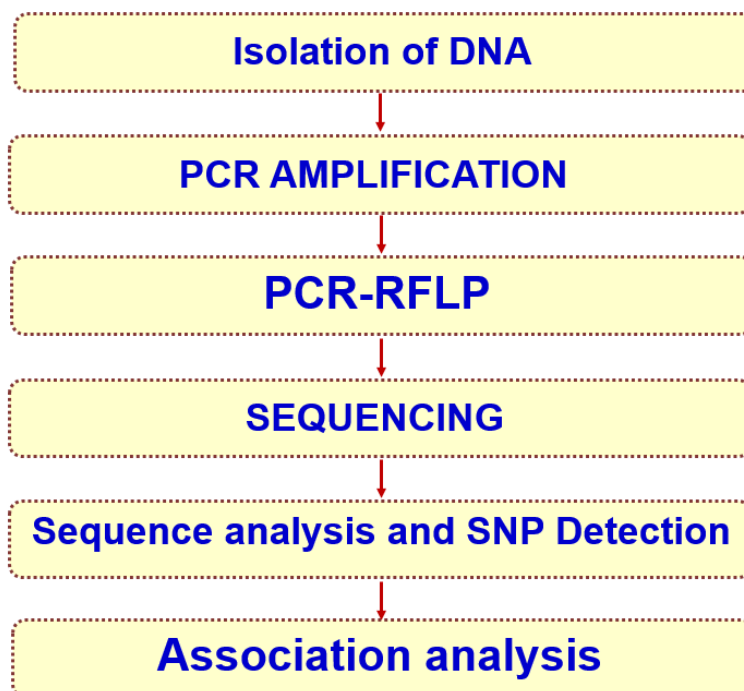 Isolation of DNA
PCR AMPLIFICATION
PCR-RFLP
SEQUENCING
Sequence analysis and SNP Detection
Association analysis